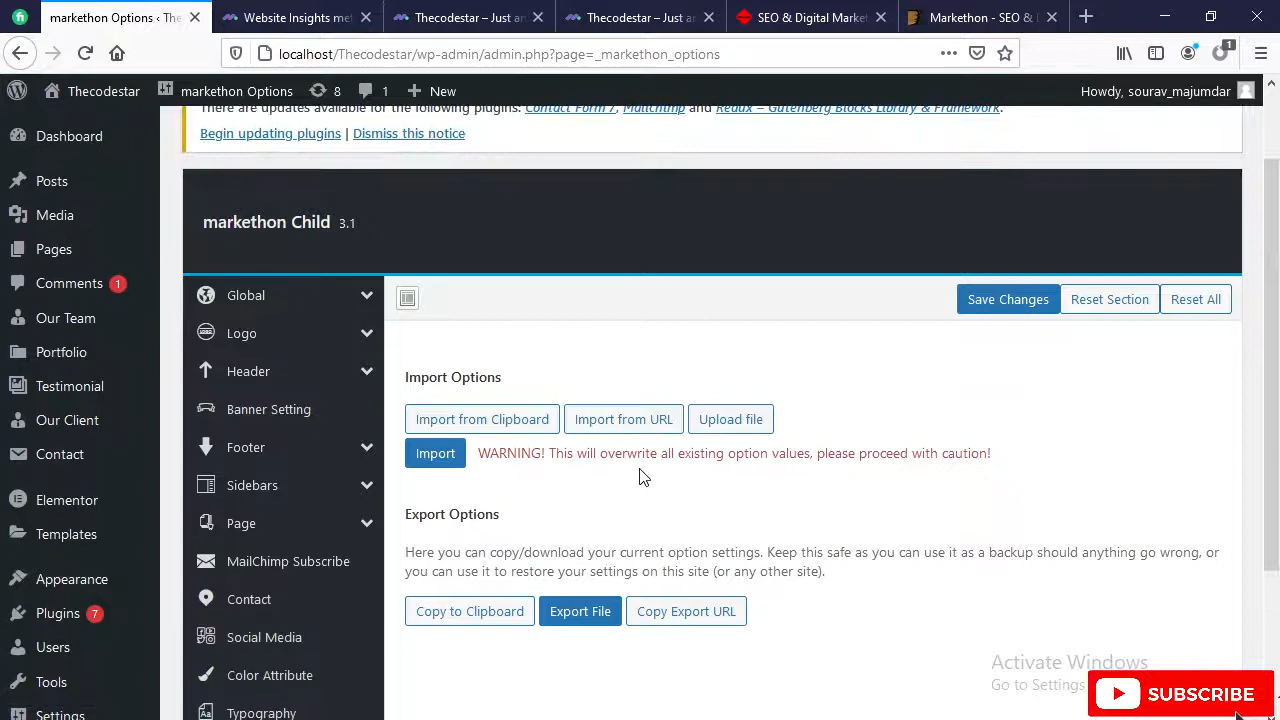 markethon Options ‹ The
Website Insights met
Thecodestar – Just an
Thecodestar – Just an
SEO & Digital Market
Markethon - SEO & D
localhost/Thecodestar/wp-admin/admin.php?page=_markethon_options
1
Thecodestar
markethon Options
8
1
New
Howdy, sourav_majumdar
There are updates available for the following plugins: Contact Form 7, Mailchimp and Redux – Gutenberg Blocks Library & Framework.
Begin updating plugins | Dismiss this notice
Dashboard
Posts
Media
Pages
Comments 1
Our Team
Portfolio
Testimonial
Our Client
Contact
Elementor
Templates
Appearance
Plugins 7
Users
Tools
Settings
markethon Child 3.1
Global
Logo
Header
Banner Setting
Footer
Sidebars
Page
MailChimp Subscribe
Contact
Social Media
Color Attribute
Typography
Save Changes
Reset Section
Reset All
Import Options
Import from Clipboard
Import from URL
Upload file
Import
WARNING! This will overwrite all existing option values, please proceed with caution!
Export Options
Here you can copy/download your current option settings. Keep this safe as you can use it as a backup should anything go wrong, or
you can use it to restore your settings on this site (or any other site).
Copy to Clipboard
Export File
Copy Export URL
Activate Windows
Go to Settings
SUBSCRIBE